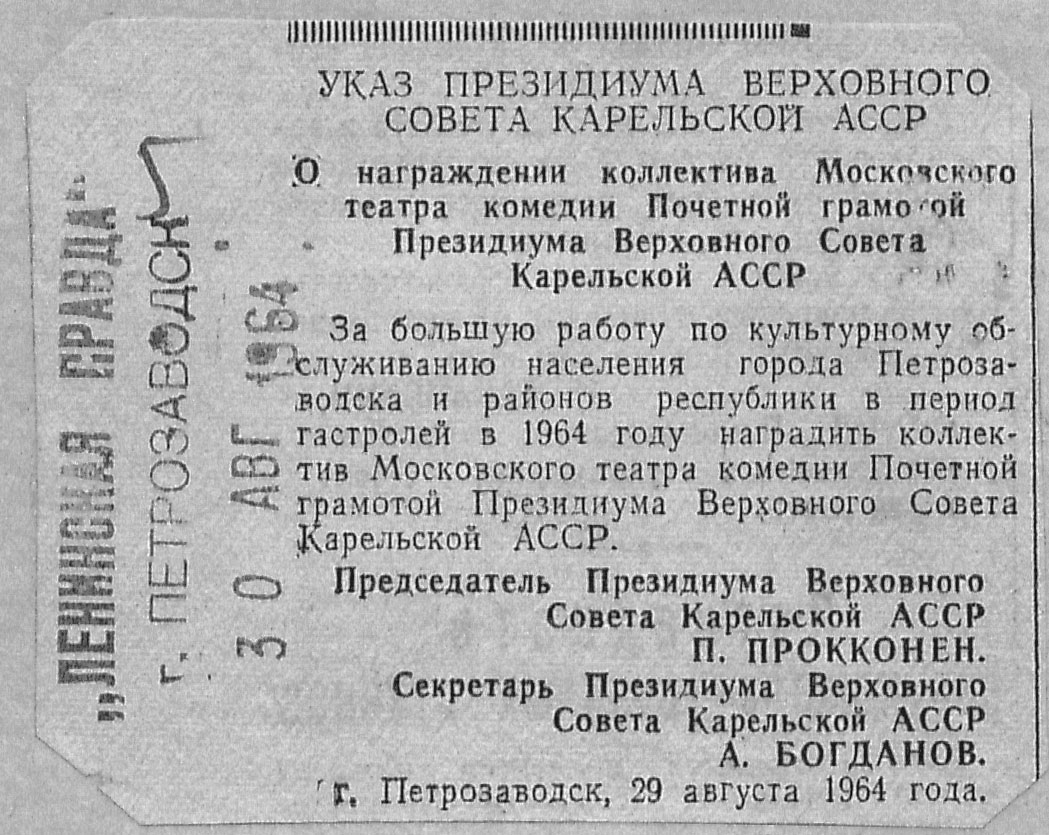 УКАЗ ПРЕЗИДИУМА ВЕРХОВНОГО
СОВЕТА КАРЕЛЬСКОЙ АССР
О награждении коллектива Московского
театра комедии Почетной грамотой
Президиума Верховного Совета
Карельской АССР
За большую работу по культурному об-
служиванию населения города Петроза-
водска и районов республики в период
гастролей в 1964 году наградить коллек-
тив Московского театра комедии Почетной
грамотой Президиума Верховного Совета
Карельской АССР.
Председатель Президиума Верховного
Совета Карельской АССР
П. ПРОККОНЕН.
Секретарь Президиума Верховного
Совета Карельской АССР
А. БОГДАНОВ.
г. Петрозаводск, 29 августа 1964 года.
„ЛЕНИНСКАЯ ПРАВДА"
г. ПЕТРОЗАВОДСК
30 АВГ 1964